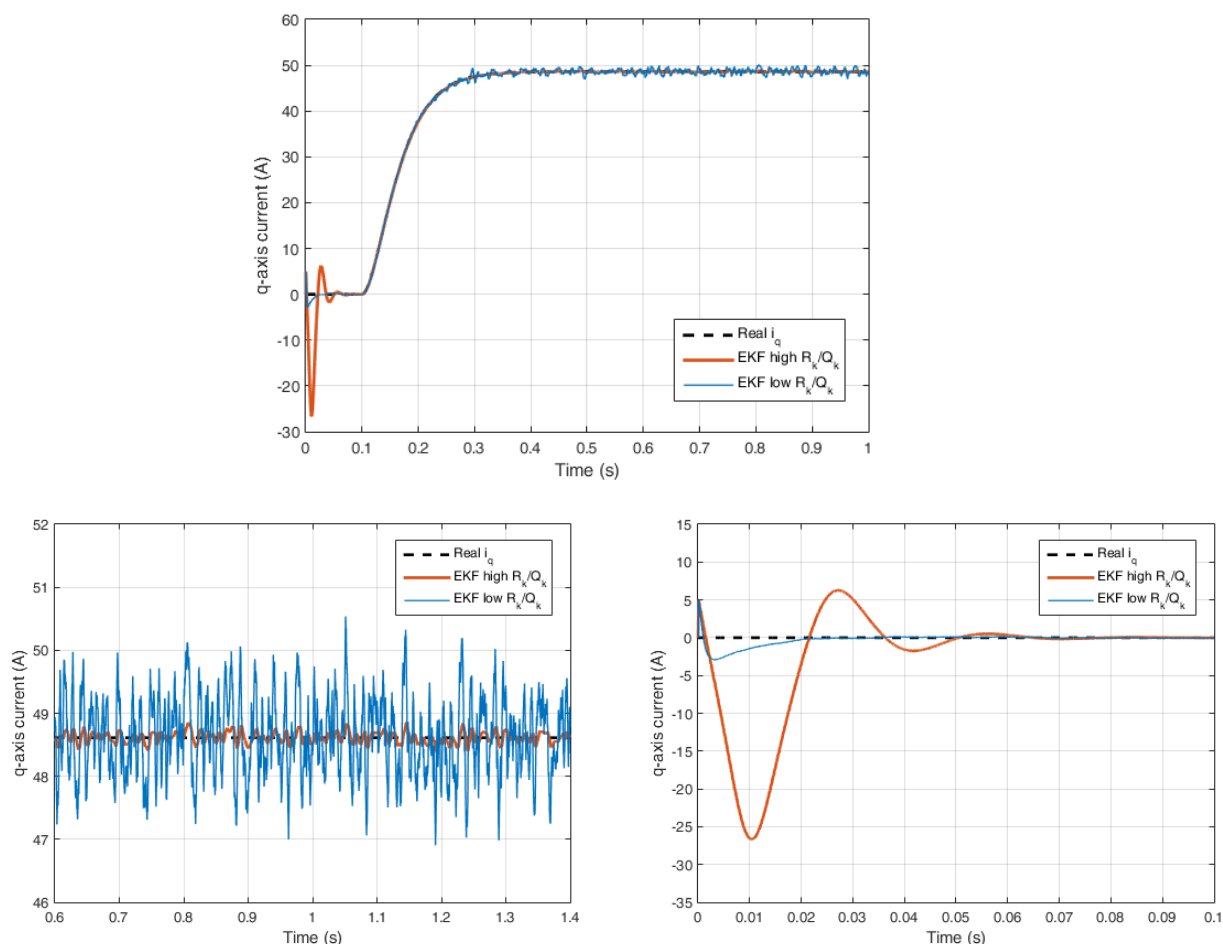 60
50
40
30
20
10
0
-10
-20
-30
q-axis current (A)
Real i_q
EKF high R_k/Q_k
EKF low R_k/Q_k
0 0.1 0.2 0.3 0.4 0.5 0.6 0.7 0.8 0.9 1
Time (s)
52
51
50
49
48
47
46
q-axis current (A)
Real i_q
EKF high R_k/Q_k
EKF low R_k/Q_k
0.6 0.7 0.8 0.9 1 1.1 1.2 1.3 1.4
Time (s)
15
10
5
0
-5
-10
-15
-20
-25
-30
-35
q-axis current (A)
Real i_q
EKF high R_k/Q_k
EKF low R_k/Q_k
0 0.01 0.02 0.03 0.04 0.05 0.06 0.07 0.08 0.09 0.1
Time (s)